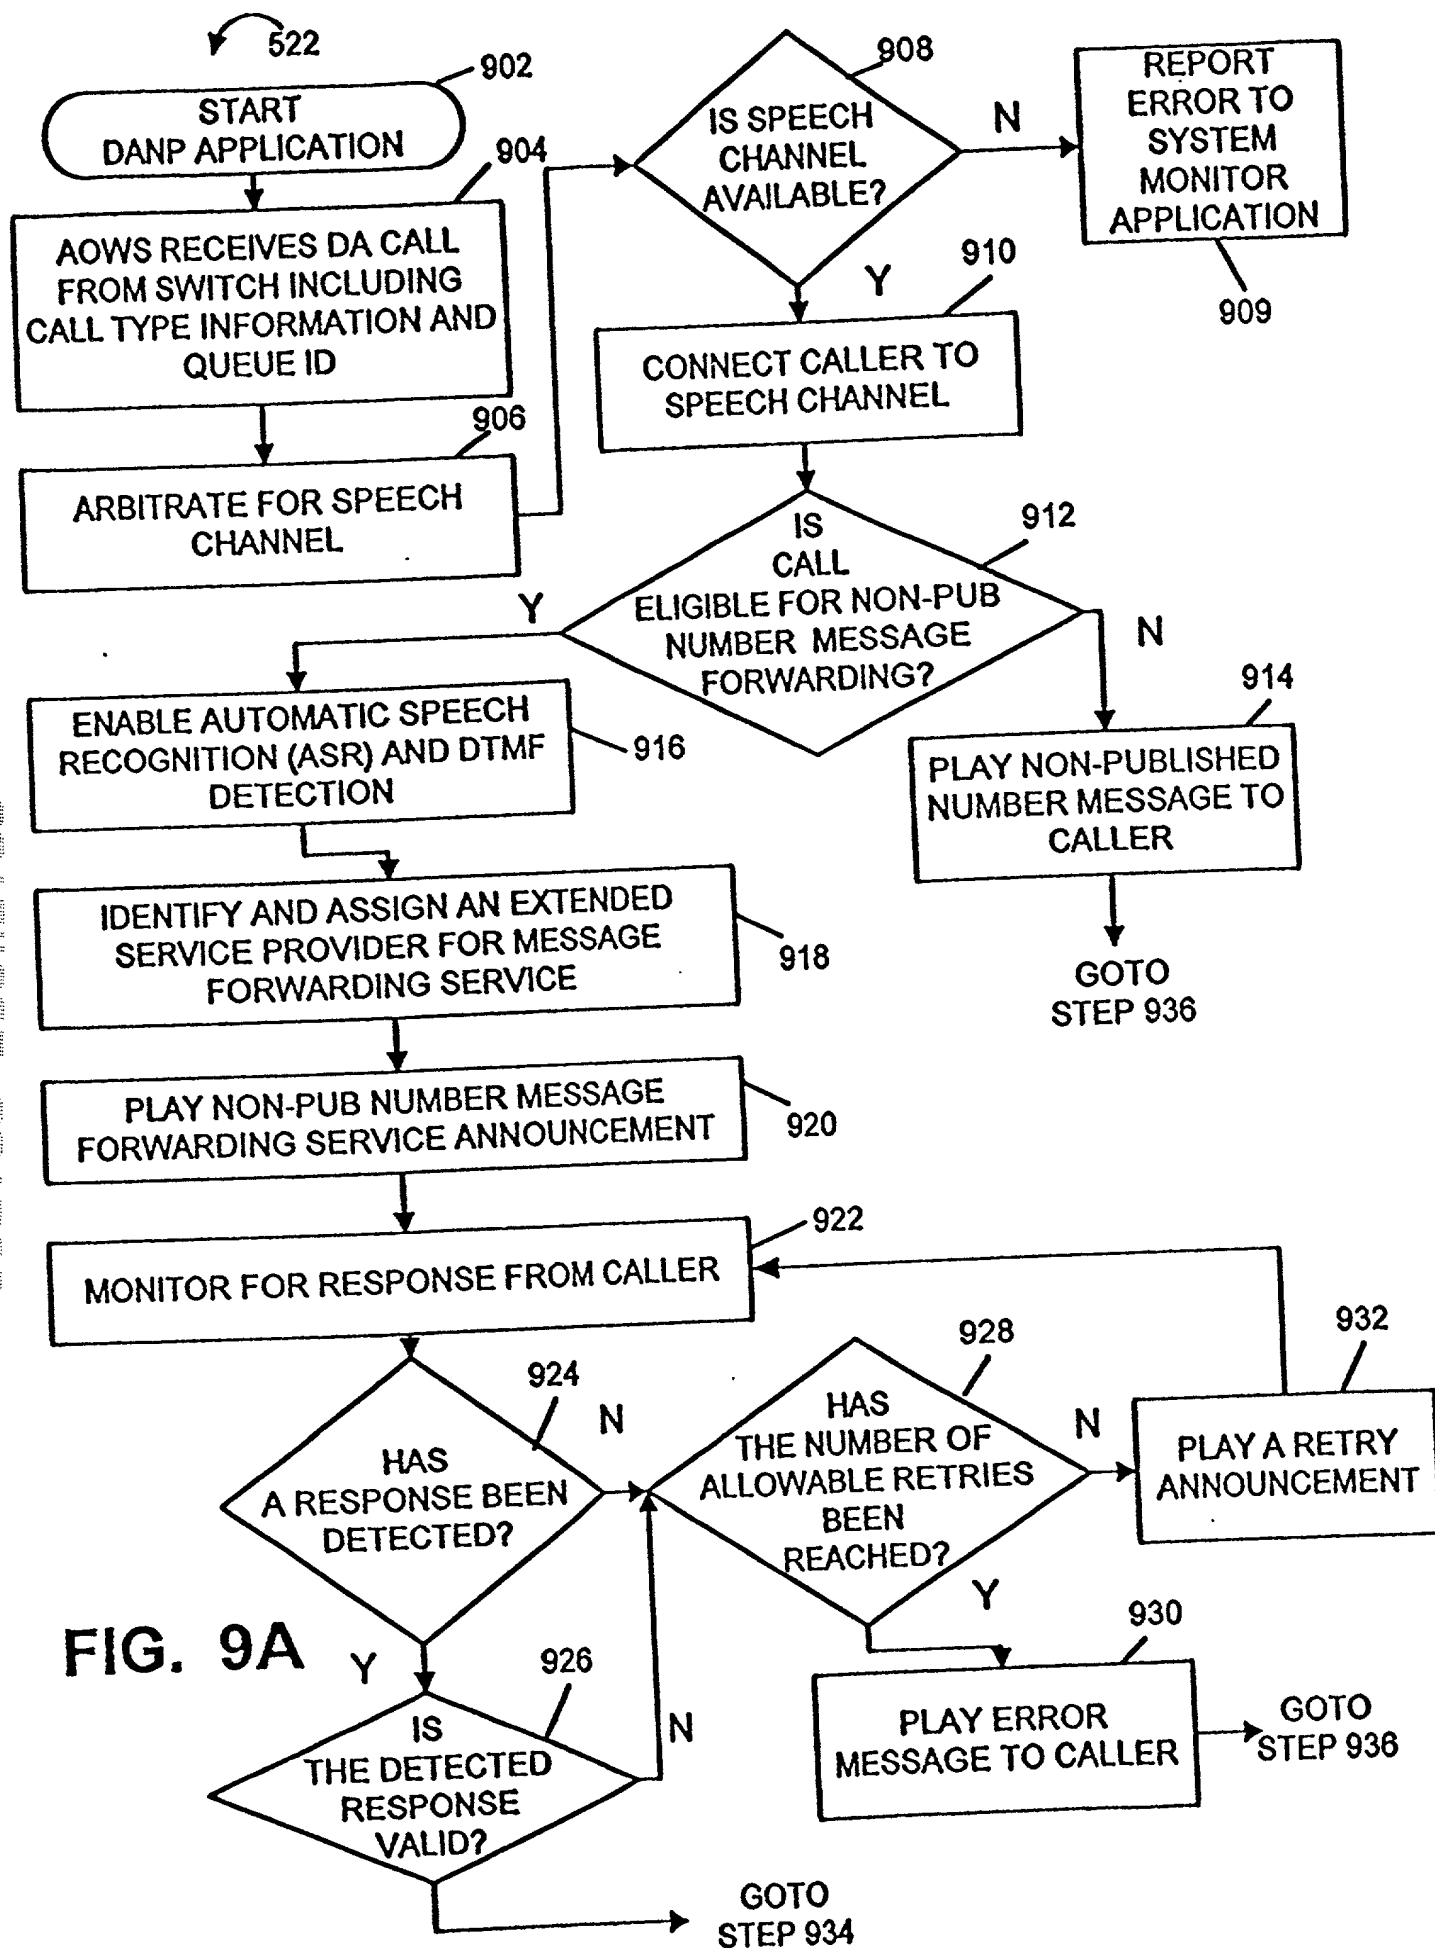 522
902
START
DANP APPLICATION
904
AOWS RECEIVES DA CALL
FROM SWITCH INCLUDING
CALL TYPE INFORMATION AND
QUEUE ID
906
ARBITRATE FOR SPEECH
CHANNEL
908
IS SPEECH
CHANNEL
AVAILABLE?
N
REPORT
ERROR TO
SYSTEM
MONITOR
APPLICATION
909
Y
910
CONNECT CALLER TO
SPEECH CHANNEL
912
IS
CALL
ELIGIBLE FOR NON-PUB
NUMBER MESSAGE
FORWARDING?
Y
N
914
PLAY NON-PUBLISHED
NUMBER MESSAGE TO
CALLER
GOTO
STEP 936
ENABLE AUTOMATIC SPEECH
RECOGNITION (ASR) AND DTMF
DETECTION
916
IDENTIFY AND ASSIGN AN EXTENDED
SERVICE PROVIDER FOR MESSAGE
FORWARDING SERVICE
918
PLAY NON-PUB NUMBER MESSAGE
FORWARDING SERVICE ANNOUNCEMENT
920
922
MONITOR FOR RESPONSE FROM CALLER
924
HAS
A RESPONSE BEEN
DETECTED?
N
928
HAS
THE NUMBER OF
ALLOWABLE RETRIES
BEEN
REACHED?
N
932
PLAY A RETRY
ANNOUNCEMENT
Y
930
PLAY ERROR
MESSAGE TO CALLER
GOTO
STEP 936
FIG. 9A
Y
926
IS
THE DETECTED
RESPONSE
VALID?
N
GOTO
STEP 934